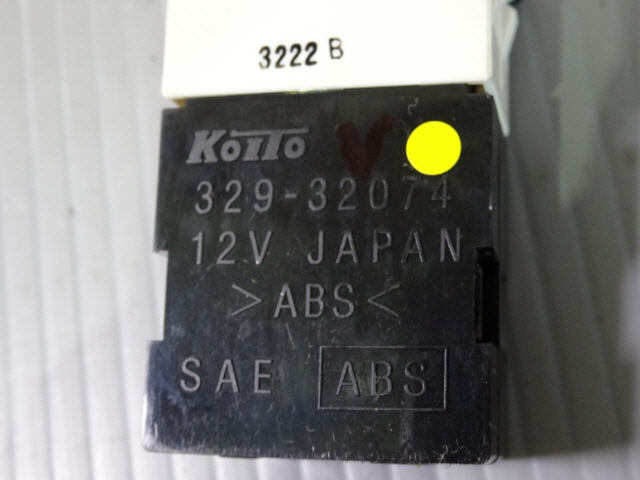 3222 B
KOITO
329-32074
12V JAPAN
>ABS<
SAE ABS